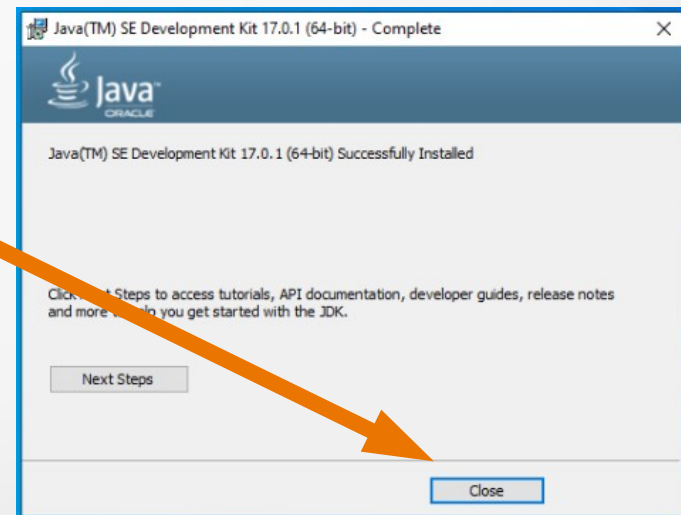 Java(TM) SE Development Kit 17.0.1 (64-bit) - Complete
Java
ORACLE
Java(TM) SE Development Kit 17.0.1 (64-bit) Successfully Installed
Click Steps to access tutorials, API documentation, developer guides, release notes
and more you get started with the JDK.
Next Steps
Close